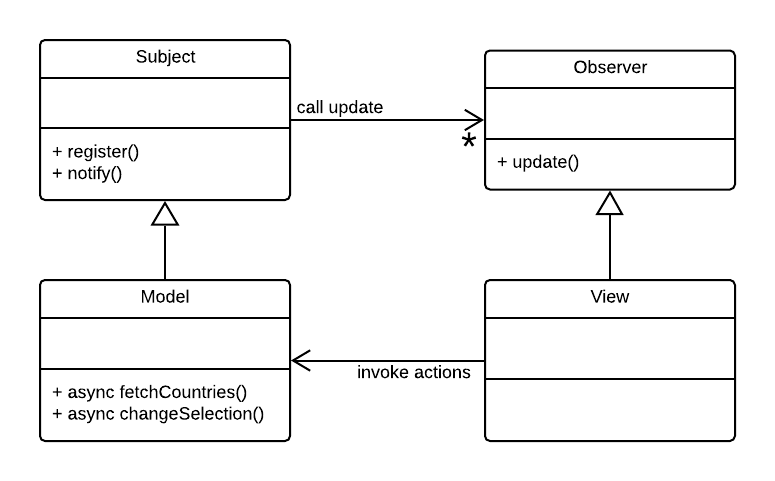 Subject
Observer
call update
*
+ register()
+ notify()
+ update()
Model
View
invoke actions
+ async fetchCountries()
+ async changeSelection()